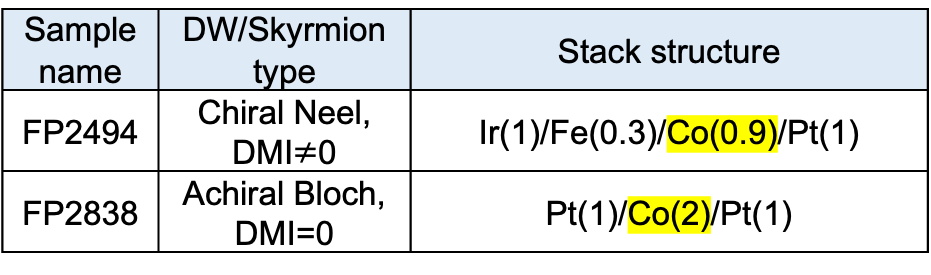 Sample name
DW/Skyrmion type
Stack structure
FP2494
Chiral Neel, DMI≠0
Ir(1)/Fe(0.3)/Co(0.9)/Pt(1)
FP2838
Achiral Bloch, DMI=0
Pt(1)/Co(2)/Pt(1)